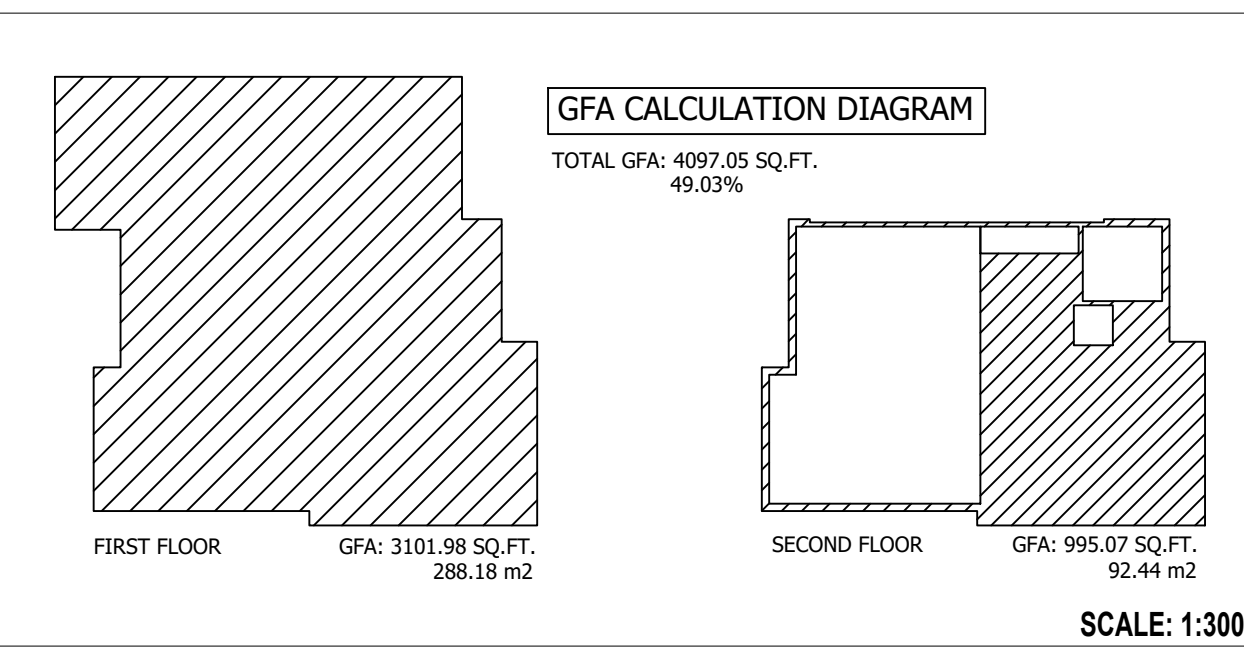 GFA CALCULATION DIAGRAM
TOTAL GFA: 4097.05 SQ.FT.
49.03%
FIRST FLOOR
GFA: 3101.98 SQ.FT.
288.18 m2
SECOND FLOOR
GFA: 995.07 SQ.FT.
92.44 m2
SCALE: 1:300